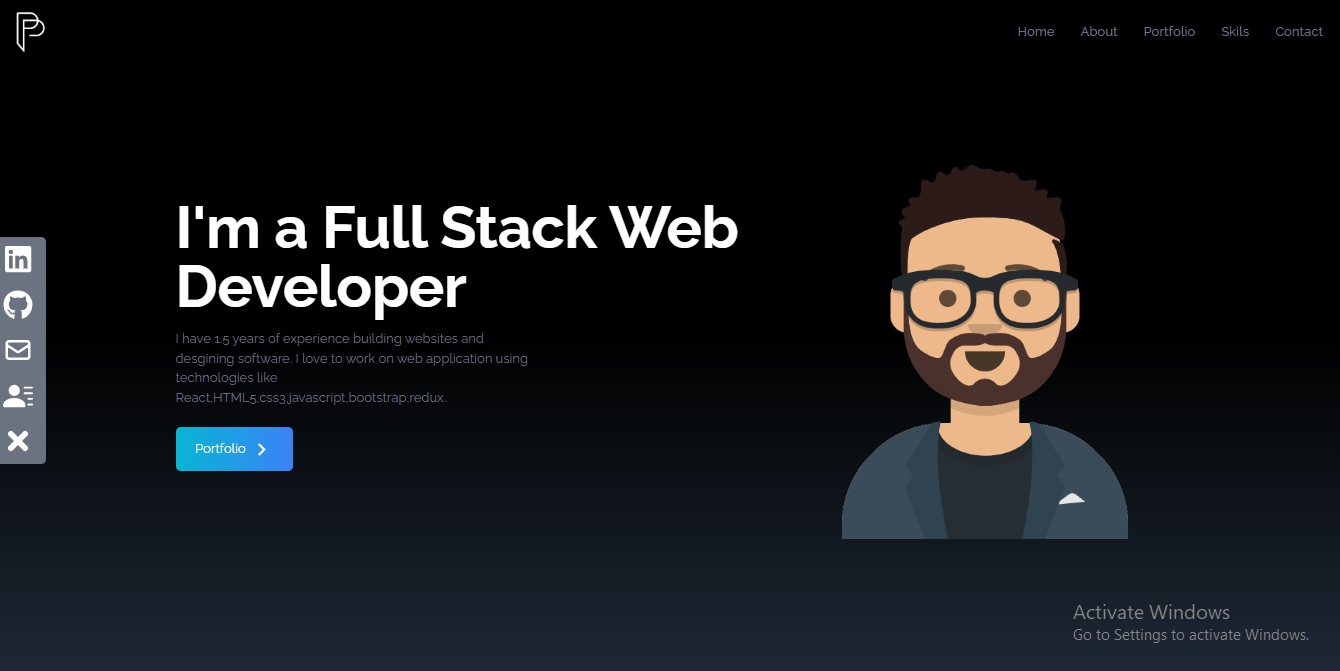 Home About Portfolio Skils Contact
I'm a Full Stack Web
Developer
I have 1.5 years of experience building websites and
desgining software. I love to work on web application using
technologies like
React,HTML5,css3,javascript,bootstrap,redux.
Portfolio
Activate Windows
Go to Settings to activate Windows.